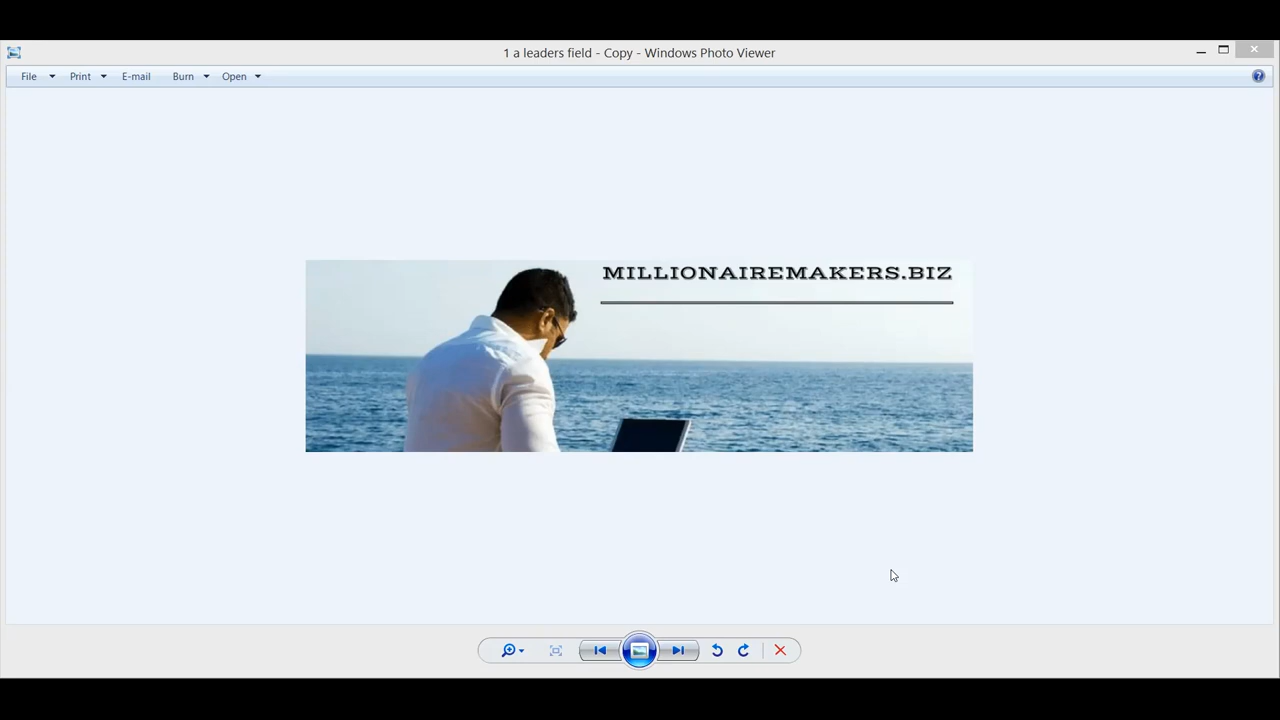 1 a leaders field - Copy - Windows Photo Viewer
File Print E-mail Burn Open
MILLIONAIREMAKERS.BIZ